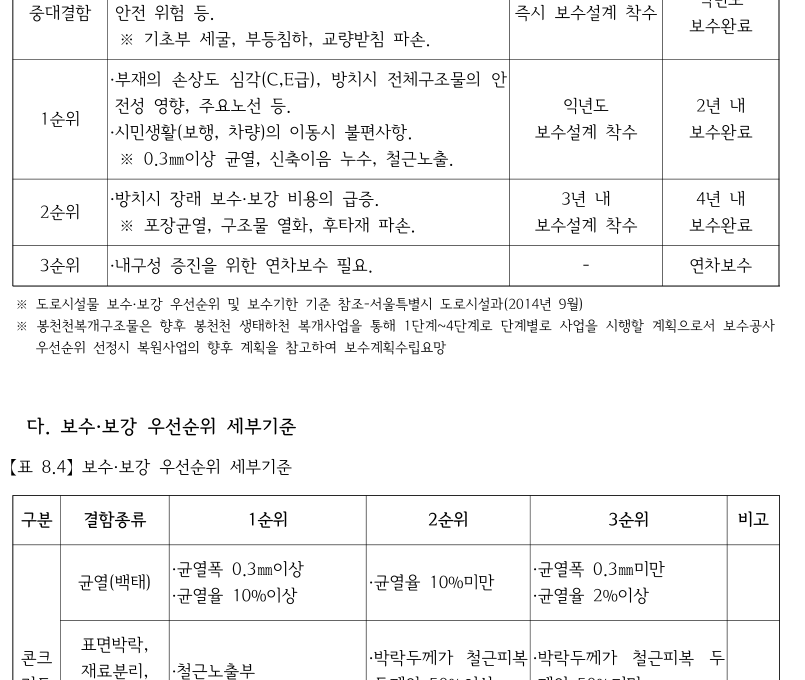 중대결함
안전 위험 등.
※ 기초부 세굴, 부등침하, 교량받침 파손.
즉시 보수설계 착수
보수완료
1순위
·부재의 손상도 심각(C,E급), 방치시 전체구조물의 안
전성 영향, 주요노선 등.
·시민생활(보행, 차량)의 이동시 불편사항.
※ 0.3㎜이상 균열, 신축이음 누수, 철근노출.
익년도
보수설계 착수
2년 내
보수완료
2순위
·방치시 장래 보수·보강 비용의 급증.
※ 포장균열, 구조물 열화, 후타재 파손.
3년 내
보수설계 착수
4년 내
보수완료
3순위
·내구성 증진을 위한 연차보수 필요.
-
연차보수
※ 도로시설물 보수·보강 우선순위 및 보수기한 기준 참조-서울특별시 도로시설과(2014년 9월)
※ 봉천천복개구조물은 향후 봉천천 생태하천 복개사업을 통해 1단계~4단계로 단계별로 사업을 시행할 계획으로서 보수공사
우선순위 선정시 복원사업의 향후 계획을 참고하여 보수계획수립요망
다. 보수·보강 우선순위 세부기준
【표 8.4】 보수·보강 우선순위 세부기준
구분 결함종류 1순위 2순위 3순위 비고
균열(백태)
·균열폭 0.3㎜이상
·균열율 10%이상
·균열율 10%미만
·균열폭 0.3㎜미만
·균열율 2%이상
콘크
표면박락,
재료분리,
·철근노출부
·박락두께가 철근피복
·박락두께가 철근피복 두